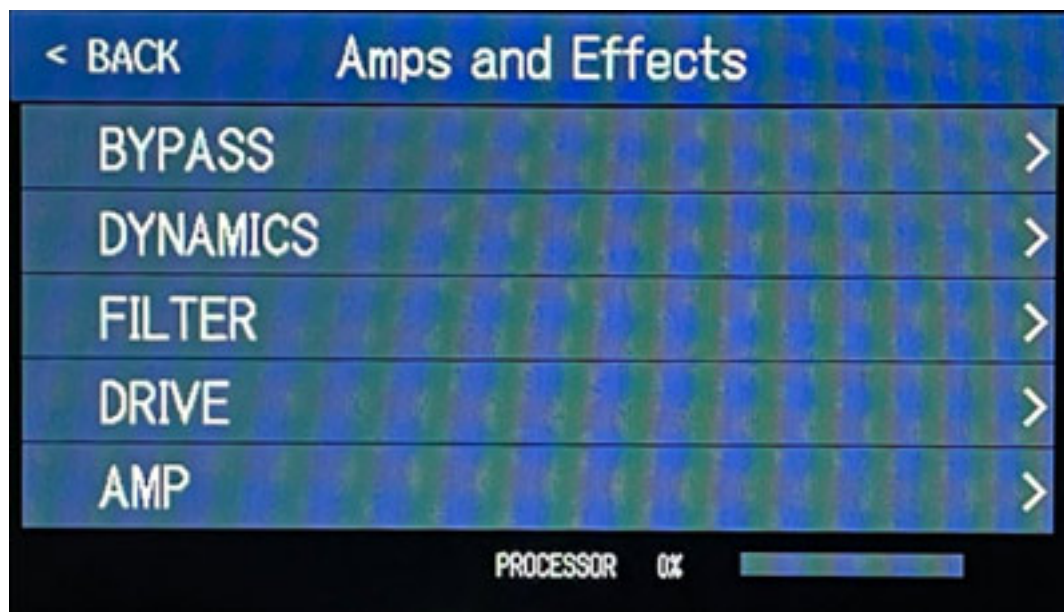 < BACK Amps and Effects
BYPASS >
DYNAMICS >
FILTER >
DRIVE >
AMP >
PROCESSOR 0%